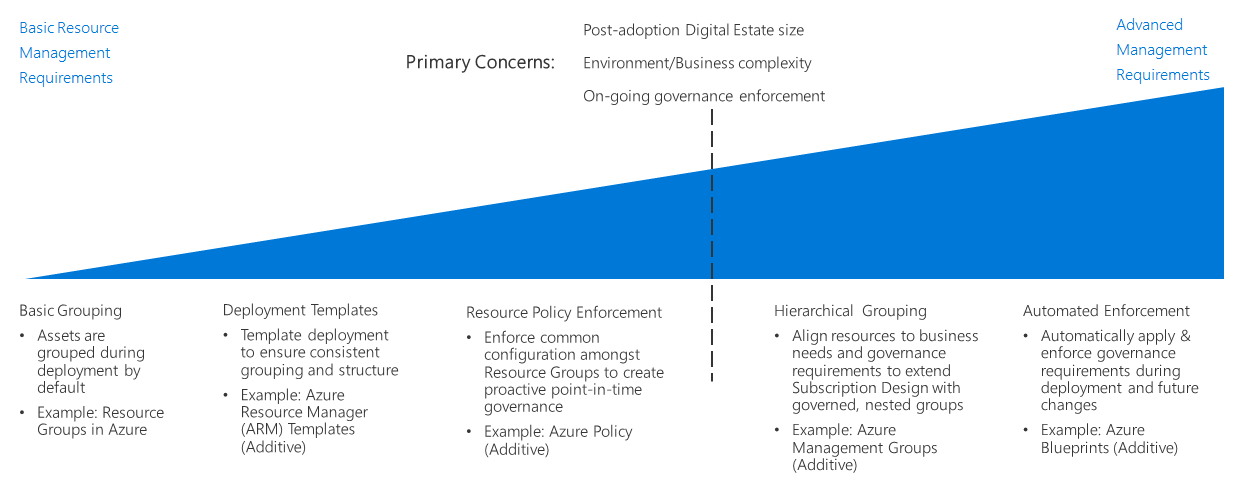 Basic Resource
Management
Requirements
Primary Concerns:
Post-adoption Digital Estate size
Environment/Business complexity
On-going governance enforcement
Advanced
Management
Requirements
Basic Grouping
• Assets are
grouped during
deployment by
default
• Example: Resource
Groups in Azure
Deployment Templates
• Template deployment
to ensure consistent
grouping and structure
• Example: Azure
Resource Manager
(ARM) Templates
(Additive)
Resource Policy Enforcement
• Enforce common
configuration amongst
Resource Groups to create
proactive point-in-time
governance
• Example: Azure Policy
(Additive)
Hierarchical Grouping
• Align resources to business
needs and governance
requirements to extend
Subscription Design with
governed, nested groups
• Example: Azure
Management Groups
(Additive)
Automated Enforcement
• Automatically apply &
enforce governance
requirements during
deployment and future
changes
• Example: Azure
Blueprints (Additive)